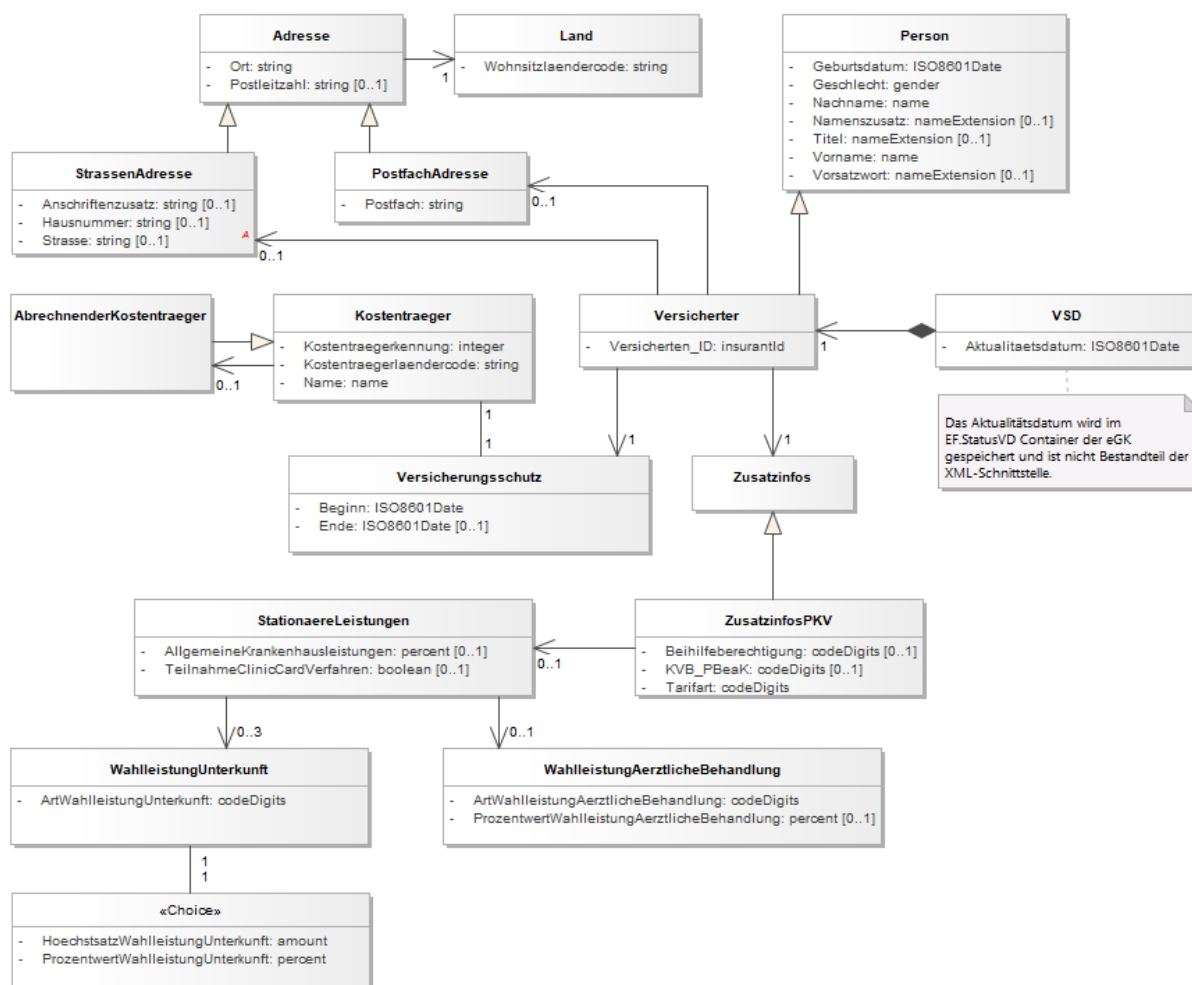 Adresse
- Ort: string
- Postleitzahl: string [0..1]
1
Land
- Wohnsitzlaendercode: string
Person
- Geburtsdatum: ISO8601Date
- Geschlecht: gender
- Nachname: name
- Namenszusatz: nameExtension [0..1]
- Titel: nameExtension [0..1]
- Vorname: name
- Vorsatzwort: nameExtension [0..1]
StrassenAdresse
- Anschriftenzusatz: string [0..1]
- Hausnummer: string [0..1]
- Strasse: string [0..1]
A
0..1
PostfachAdresse
- Postfach: string
0..1
AbrechnenderKostentraeger
0..1
Kostentraeger
- Kostentraegerkennung: integer
- Kostentraegerlaendercode: string
- Name: name
1
1
Versicherter
- Versicherten_ID: insurantId
1
VSD
- Aktualitaetsdatum: ISO8601Date
Das Aktualitätsdatum wird im
EF.StatusVD Container der eGK
gespeichert und ist nicht Bestandteil der
XML-Schnittstelle.
1
1
Versicherungsschutz
- Beginn: ISO8601Date
- Ende: ISO8601Date [0..1]
Zusatzinfos
StationaereLeistungen
- AllgemeineKrankenhausleistungen: percent [0..1]
- TeilnahmeClinicCardVerfahren: boolean [0..1]
0..1
ZusatzinfosPKV
- Beihilfeberechtigung: codeDigits [0..1]
- KVB_PBeaK: codeDigits [0..1]
- Tarifart: codeDigits
0..3
0..1
WahlleistungUnterkunft
- ArtWahlleistungUnterkunft: codeDigits
WahlleistungAerztlicheBehandlung
- ArtWahlleistungAerztlicheBehandlung: codeDigits
- ProzentwertWahlleistungAerztlicheBehandlung: percent [0..1]
1
1
«Choice»
- HoechstsatzWahlleistungUnterkunft: amount
- ProzentwertWahlleistungUnterkunft: percent